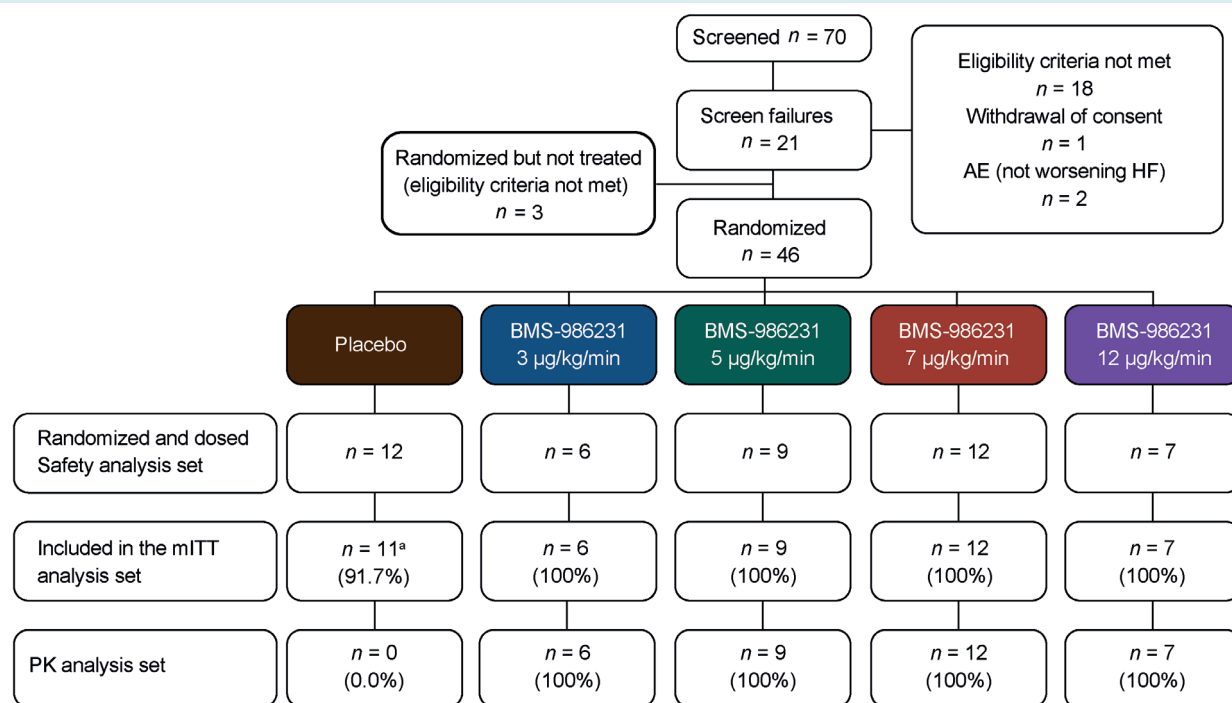 Screened n = 70
Eligibility criteria not met
n = 18
Withdrawal of consent
n = 1
AE (not worsening HF)
n = 2
Screen failures
n = 21
Randomized but not treated
(eligibility criteria not met)
n = 3
Randomized
n = 46
Placebo
BMS-986231
3 µg/kg/min
BMS-986231
5 µg/kg/min
BMS-986231
7 µg/kg/min
BMS-986231
12 µg/kg/min
Randomized and dosed
Safety analysis set
n = 12
n = 6
n = 9
n = 12
n = 7
Included in the mITT
analysis set
n = 11ᵃ
(91.7%)
n = 6
(100%)
n = 9
(100%)
n = 12
(100%)
n = 7
(100%)
PK analysis set
n = 0
(0.0%)
n = 6
(100%)
n = 9
(100%)
n = 12
(100%)
n = 7
(100%)